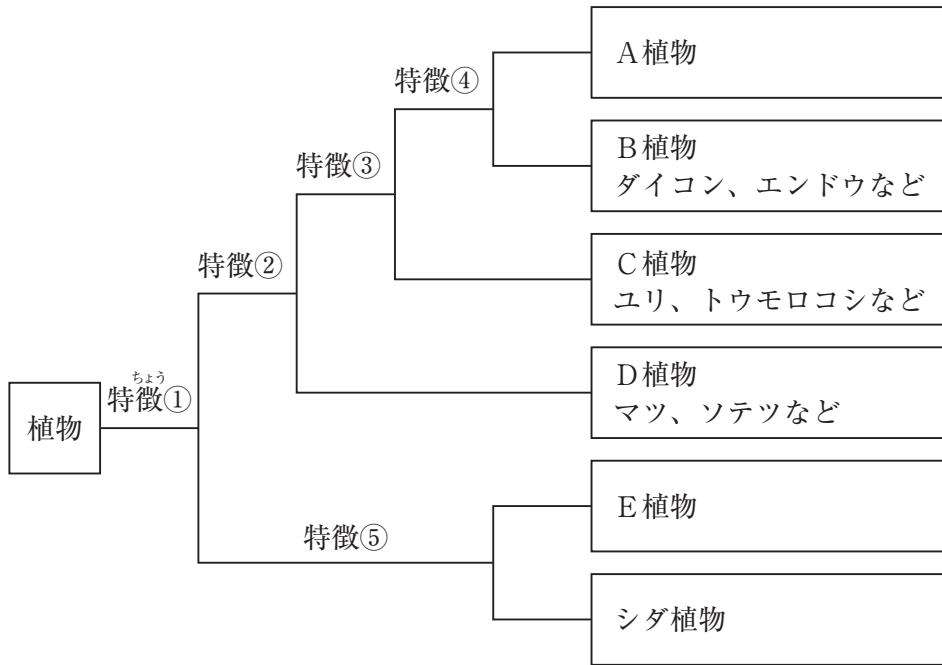 Ａ植物
特徴④
Ｂ植物
ダイコン、エンドウなど
特徴③
Ｃ植物
ユリ、トウモロコシなど
特徴②
Ｄ植物
マツ、ソテツなど
ちょう
特徴①
植物
Ｅ植物
特徴⑤
シダ植物